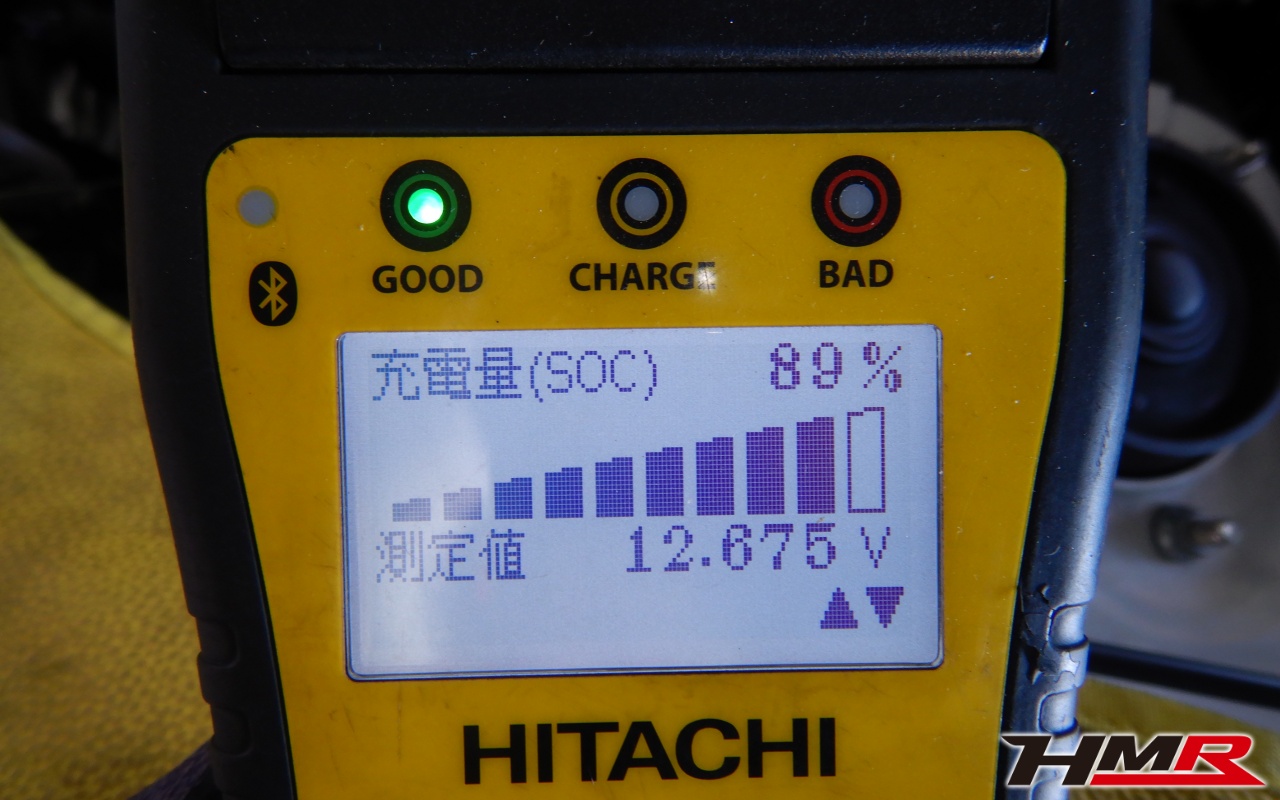 GOOD CHARGE BAD
充電量(SOC) 89%
測定値 12.675 V
▲▼
HITACHI
HMR